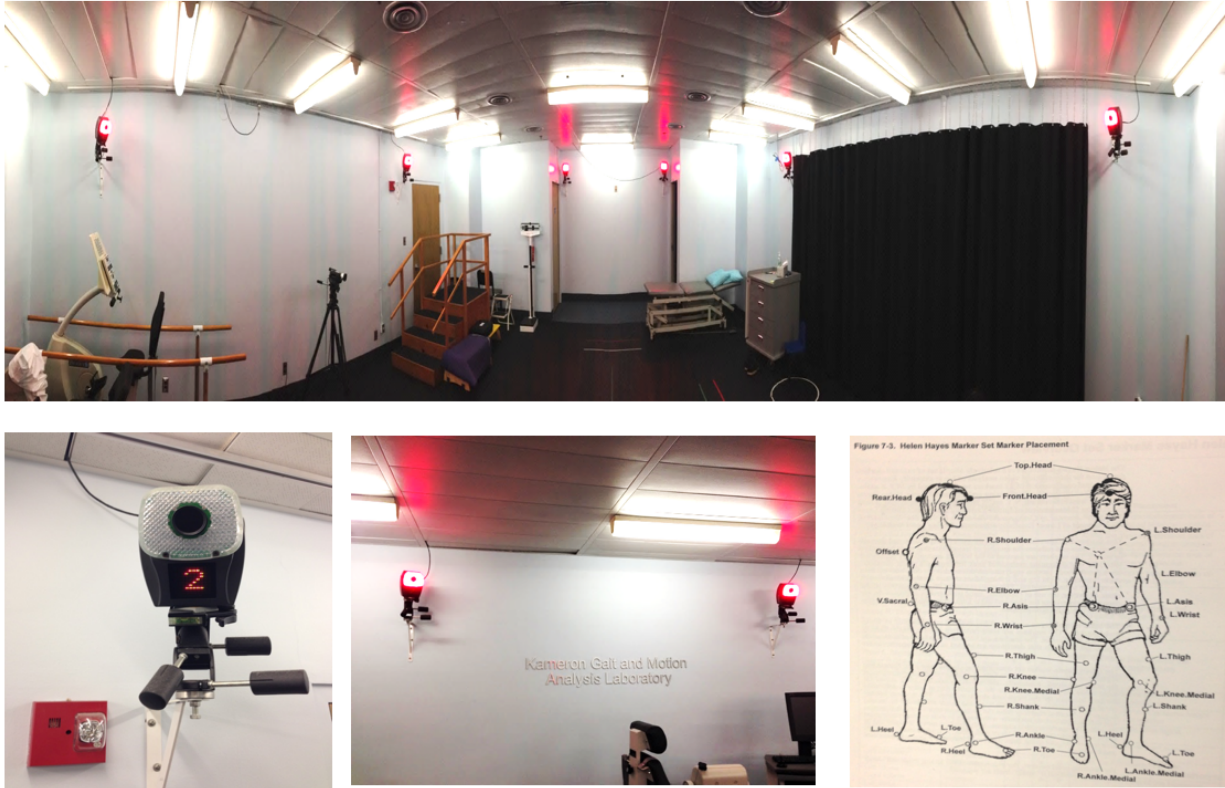 2
Kameron Gait and Motion
Analysis Laboratory
Figure 7-3. Helen Hayes Marker Set Marker Placement
Top.Head
Rear.Head
Front.Head
R.Shoulder
L.Shoulder
Offset
L.Elbow
R.Elbow
V.Sacral
R.Asis
L.Asis
L.Wrist
R.Wrist
R.Thigh
L.Thigh
R.Knee
R.Knee.Medial
L.Knee.Medial
R.Shank
L.Shank
L.Heel
L.Toe
R.Ankle
L.Heel
R.Heel
R.Toe
L.Toe
L.Ankle.Medial
R.Ankle.Medial